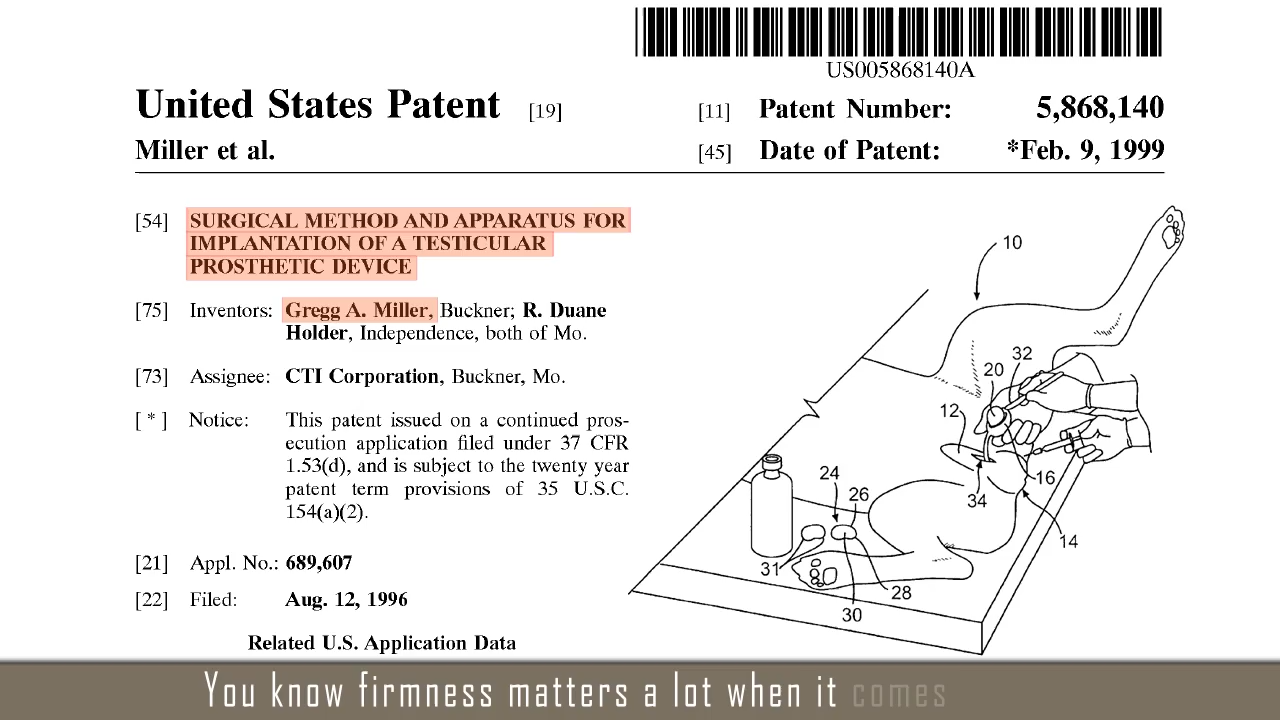 US005868140A
United States Patent [19]
[11] Patent Number: 5,868,140
Miller et al.
[45] Date of Patent: *Feb. 9, 1999
[54] SURGICAL METHOD AND APPARATUS FOR
IMPLANTATION OF A TESTICULAR
PROSTHETIC DEVICE
[75] Inventors: Gregg A. Miller, Buckner; R. Duane
Holder, Independence, both of Mo.
[73] Assignee: CTI Corporation, Buckner, Mo.
[ * ] Notice: This patent issued on a continued pros-
ecution application filed under 37 CFR
1.53(d), and is subject to the twenty year
patent term provisions of 35 U.S.C.
154(a)(2).
[21] Appl. No.: 689,607
[22] Filed: Aug. 12, 1996
Related U.S. Application Data
10
32
20
12
16
34
24
26
14
31
28
30
You know firmness matters a lot when it comes